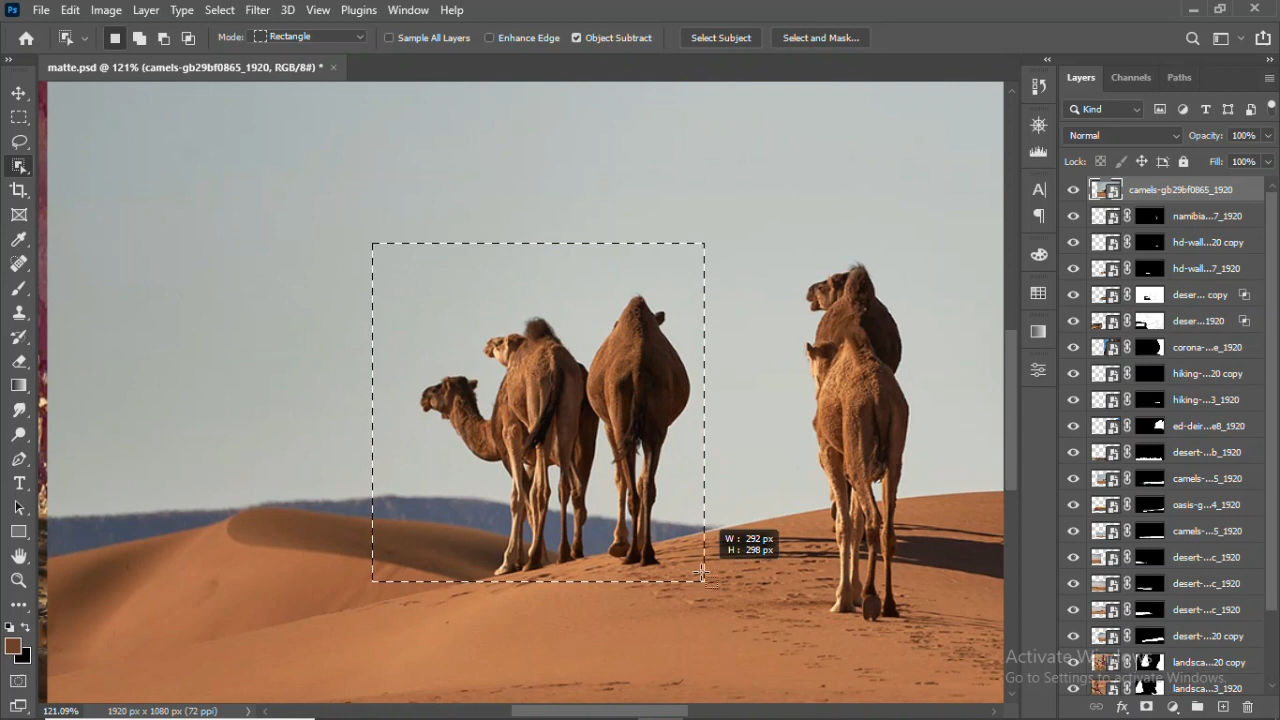 Ps File Edit Image Layer Type Select Filter 3D View Plugins Window Help
Mode: Rectangle Sample All Layers Enhance Edge Object Subtract Select Subject Select and Mask...
matte.psd @ 121% (camels-gb29bf0865_1920, RGB/8#) *
Layers Channels Paths
Kind
Normal Opacity: 100%
Lock: Fill: 100%
camels-gb29bf0865_1920
namibia...7_1920
hd-wall...20 copy
hd-wall...7_1920
deser... copy
deser...1920
corona-...e_1920
hiking-...20 copy
hiking-...3_1920
ed-deir...e8_1920
desert-...b_1920
camels-...5_1920
oasis-g...4_1920
camels-...5_1920
desert-...c_1920
desert-...c_1920
desert-...c_1920
desert-...20 copy
landsca...20 copy
landsca...3_1920
W : 292 px
H : 298 px
Activate Windows
Go to Settings to activate Windows.
121.09% 1920 px x 1080 px (72 ppi)